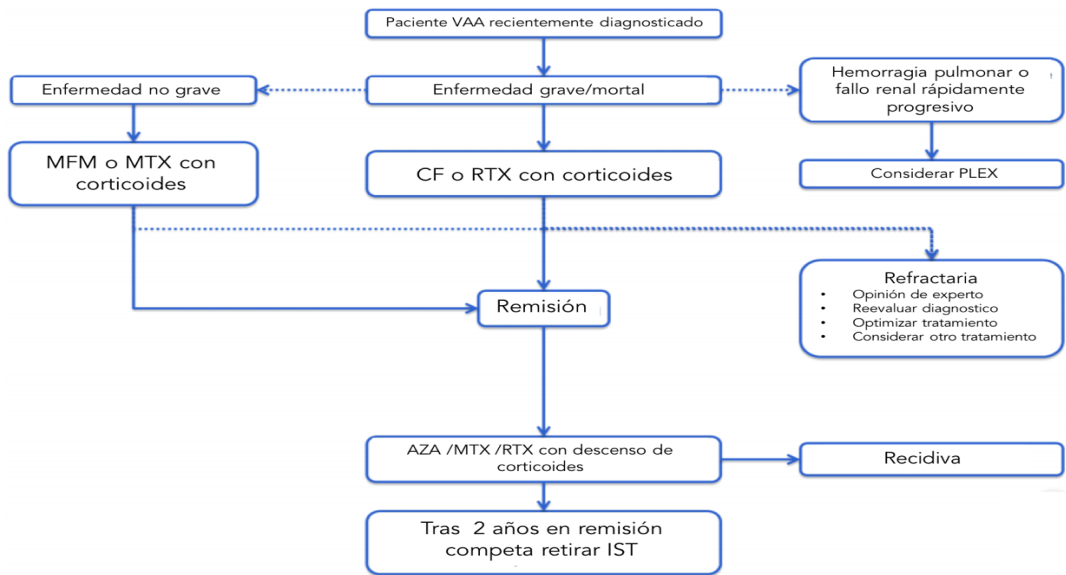 Paciente VAA recientemente diagnosticado
Enfermedad no grave
Enfermedad grave/mortal
Hemorragia pulmonar o
fallo renal rápidamente
progresivo
MFM o MTX con
corticoides
CF o RTX con corticoides
Considerar PLEX
Refractaria
• Opinión de experto
• Reevaluar diagnostico
• Optimizar tratamiento
• Considerar otro tratamiento
Remisión
AZA /MTX /RTX con descenso de
corticoides
Recidiva
Tras 2 años en remisión
competa retirar IST